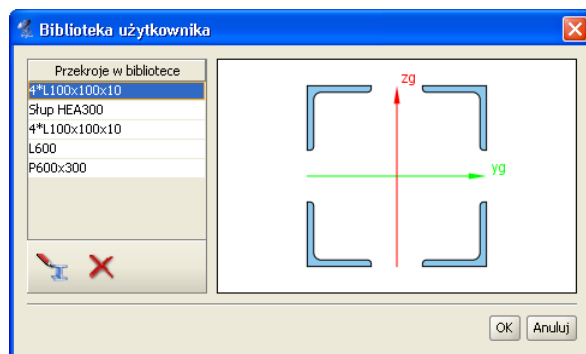 Biblioteka użytkownika
Przekroje w bibliotece
4*L100x100x10
Słup HEA300
4*L100x100x10
L600
P600x300
zg
yg
OK
Anuluj